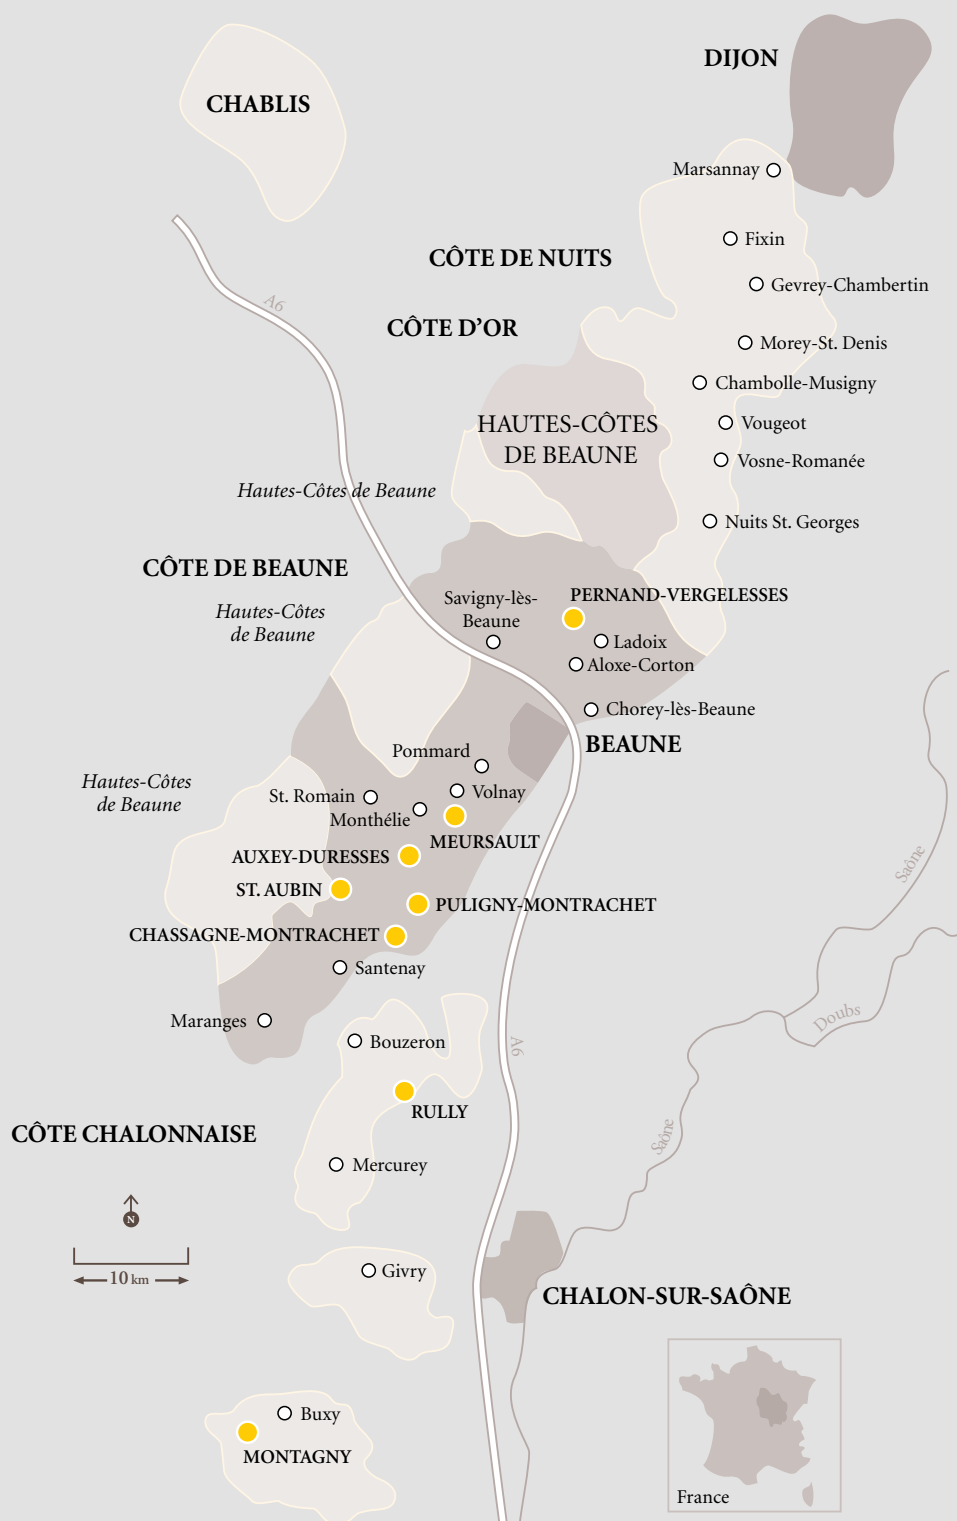 DIJON
CHABLIS
Marsannay
Fixin
CÔTE DE NUITS
Gevrey-Chambertin
A6
CÔTE D’OR
Morey-St. Denis
Chambolle-Musigny
HAUTES-CÔTES
DE BEAUNE
Vougeot
Vosne-Romanée
Hautes-Côtes de Beaune
Nuits St. Georges
CÔTE DE BEAUNE
Hautes-Côtes
de Beaune
Savigny-lès-
Beaune
PERNAND-VERGELESSES
Ladoix
Aloxe-Corton
Chorey-lès-Beaune
BEAUNE
Pommard
Hautes-Côtes
de Beaune
St. Romain
Volnay
Monthélie
MEURSAULT
AUXEY-DURESSES
Saône
ST. AUBIN
PULIGNY-MONTRACHET
CHASSAGNE-MONTRACHET
Santenay
Maranges
Doubs
Bouzeron
A6
RULLY
CÔTE CHALONNAISE
Saône
Mercurey
N
10 km
Givry
CHALON-SUR-SAÔNE
Buxy
MONTAGNY
France